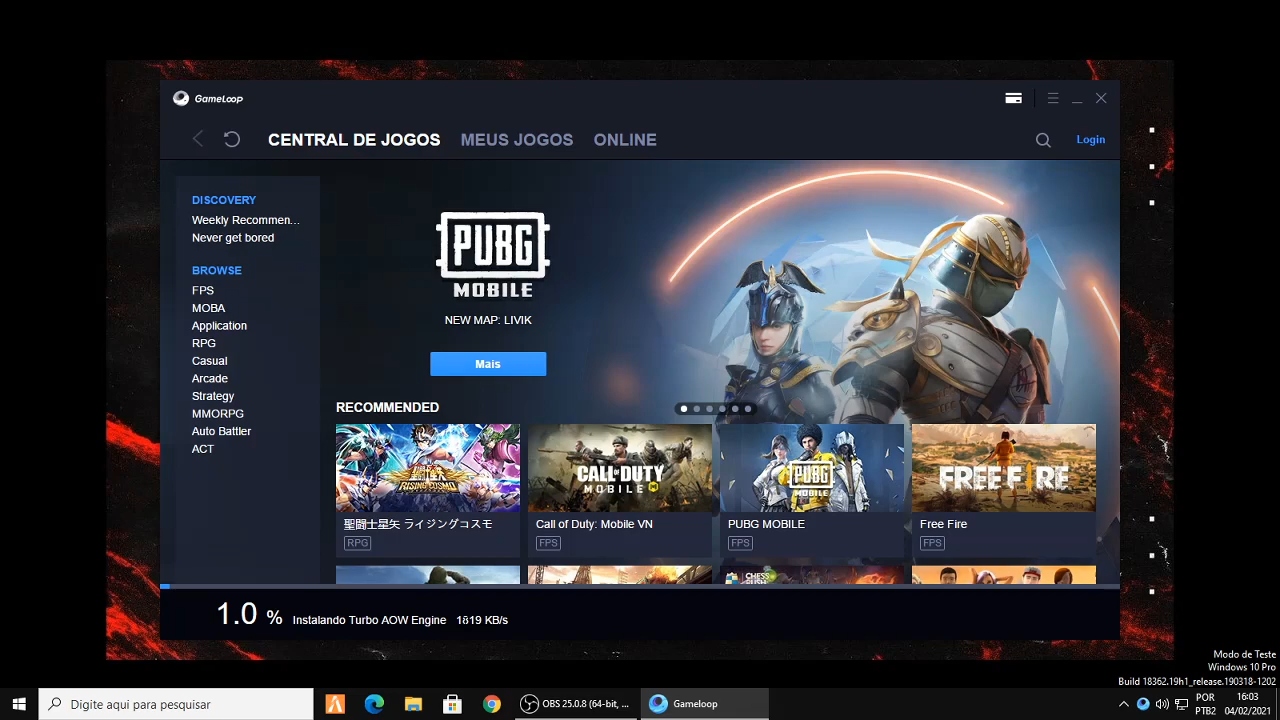 GameLoop
CENTRAL DE JOGOS MEUS JOGOS ONLINE
Login
DISCOVERY
Weekly Recommen...
Never get bored
BROWSE
FPS
MOBA
Application
RPG
Casual
Arcade
Strategy
MMORPG
Auto Battler
ACT
PUBG
MOBILE
NEW MAP: LIVIK
Mais
RECOMMENDED
RISING COSMO
聖闘士星矢 ライジングコスモ
RPG
CALL OF DUTY
MOBILE
Call of Duty: Mobile VN
FPS
PUBG
MOBILE
PUBG MOBILE
FPS
FREE FIRE
Free Fire
FPS
CHESS
1.0 % Instalando Turbo AOW Engine 1819 KB/s
Modo de Teste
Windows 10 Pro
Build 18362.19h1_release.190318-1202
Digite aqui para pesquisar
OBS 25.0.8 (64-bit, ...
Gameloop
POR
PTB2
16:03
04/02/2021